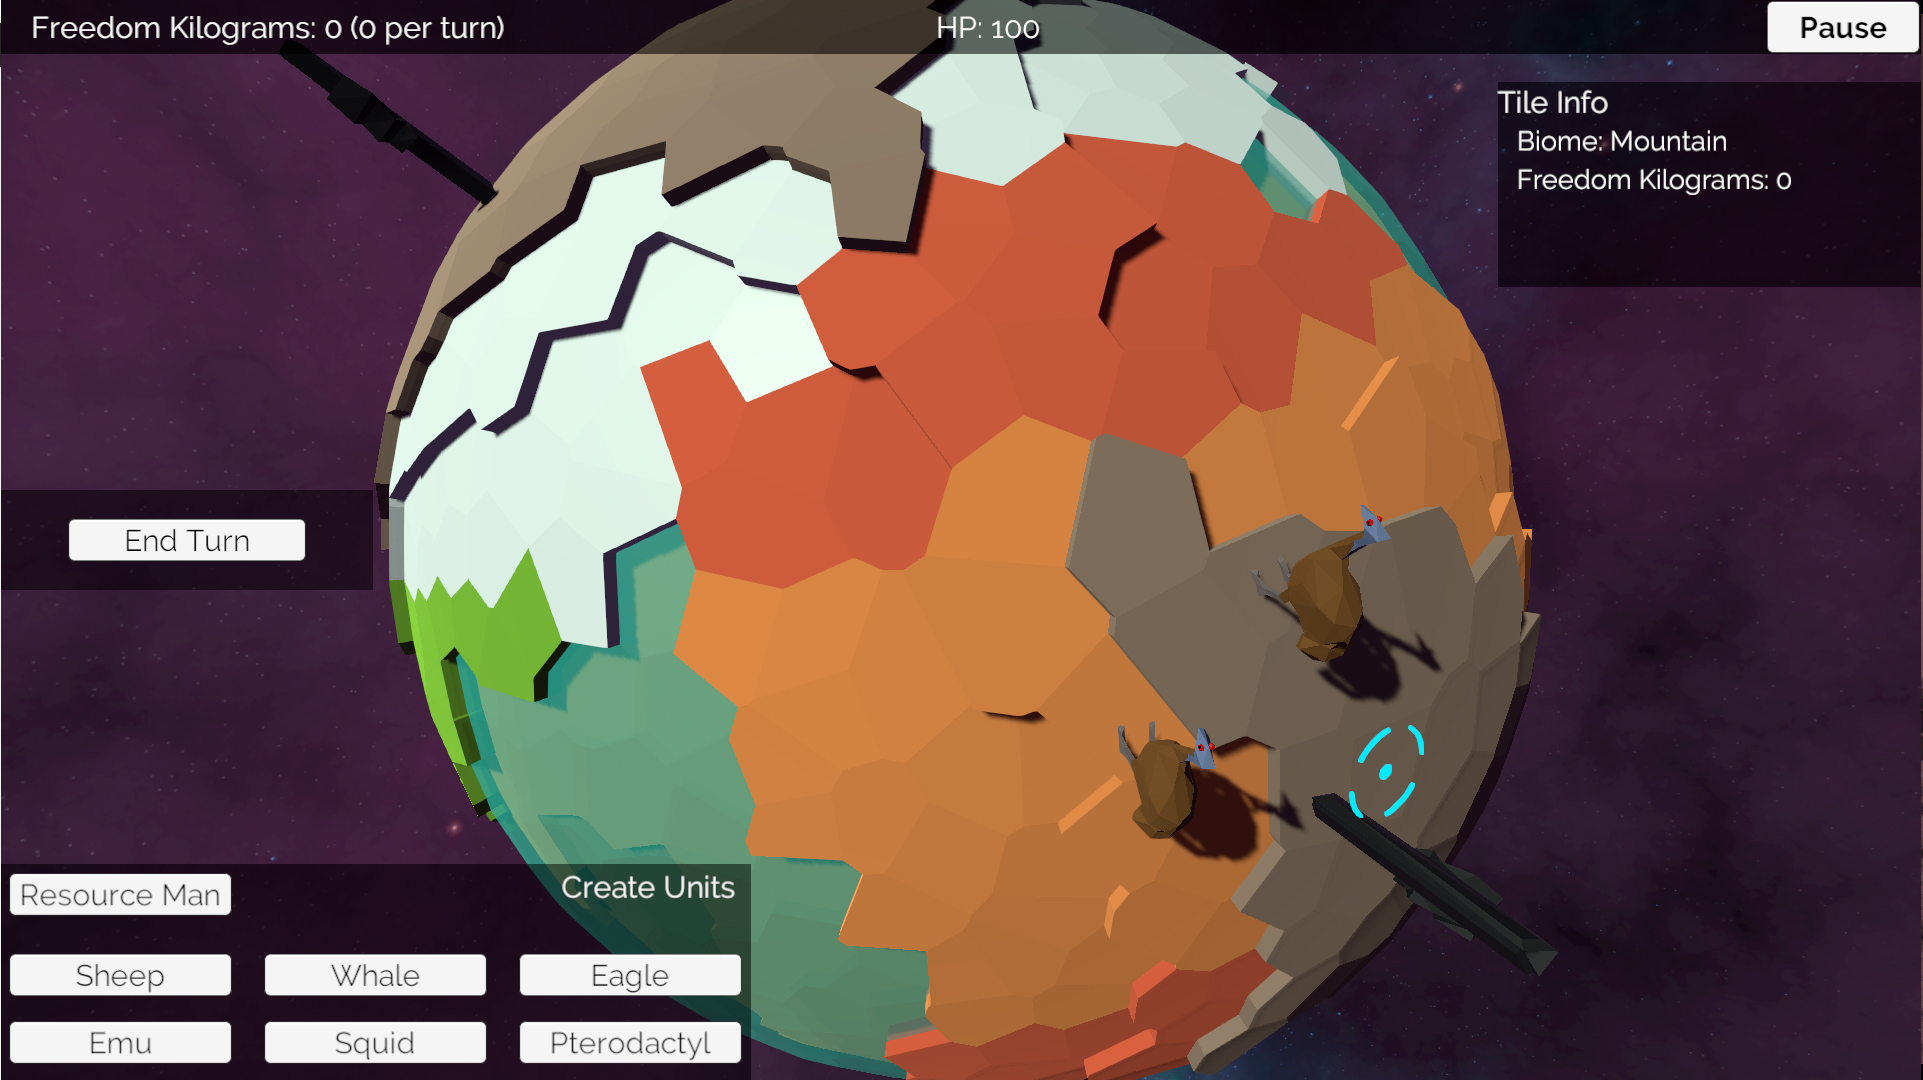 Freedom Kilograms: 0 (0 per turn)
HP: 100
Pause
Tile Info
Biome: Mountain
Freedom Kilograms: 0
End Turn
Create Units
Resource Man
Sheep
Whale
Eagle
Emu
Squid
Pterodactyl